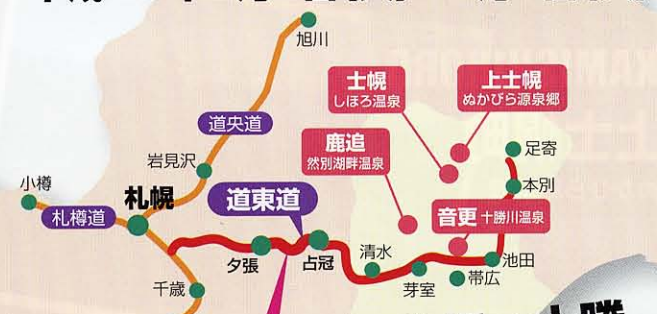 旭川
士幌
しほろ温泉
上士幌
ぬかびら源泉郷
道央道
鹿追
然別湖畔温泉
足寄
岩見沢
小樽
札幌
本別
札樽道
道東道
音更 十勝川温泉
夕張
占冠
清水
池田
千歳
芽室
帯広